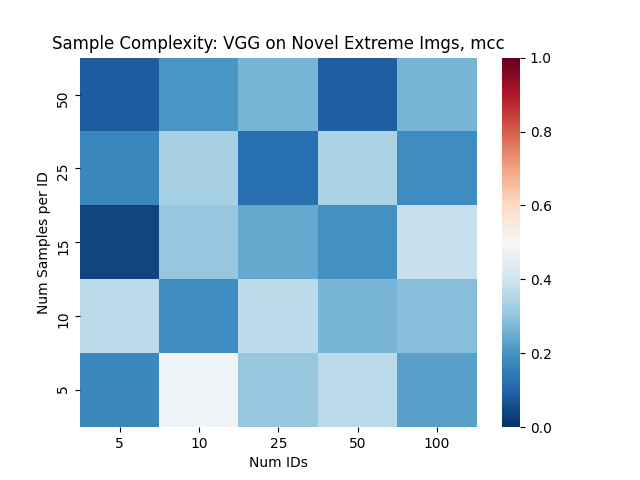 Sample Complexity: VGG on Novel Extreme Imgs, mcc
Num Samples per ID
50
25
15
10
5
5 10 25 50 100
Num IDs
1.0
0.8
0.6
0.4
0.2
0.0